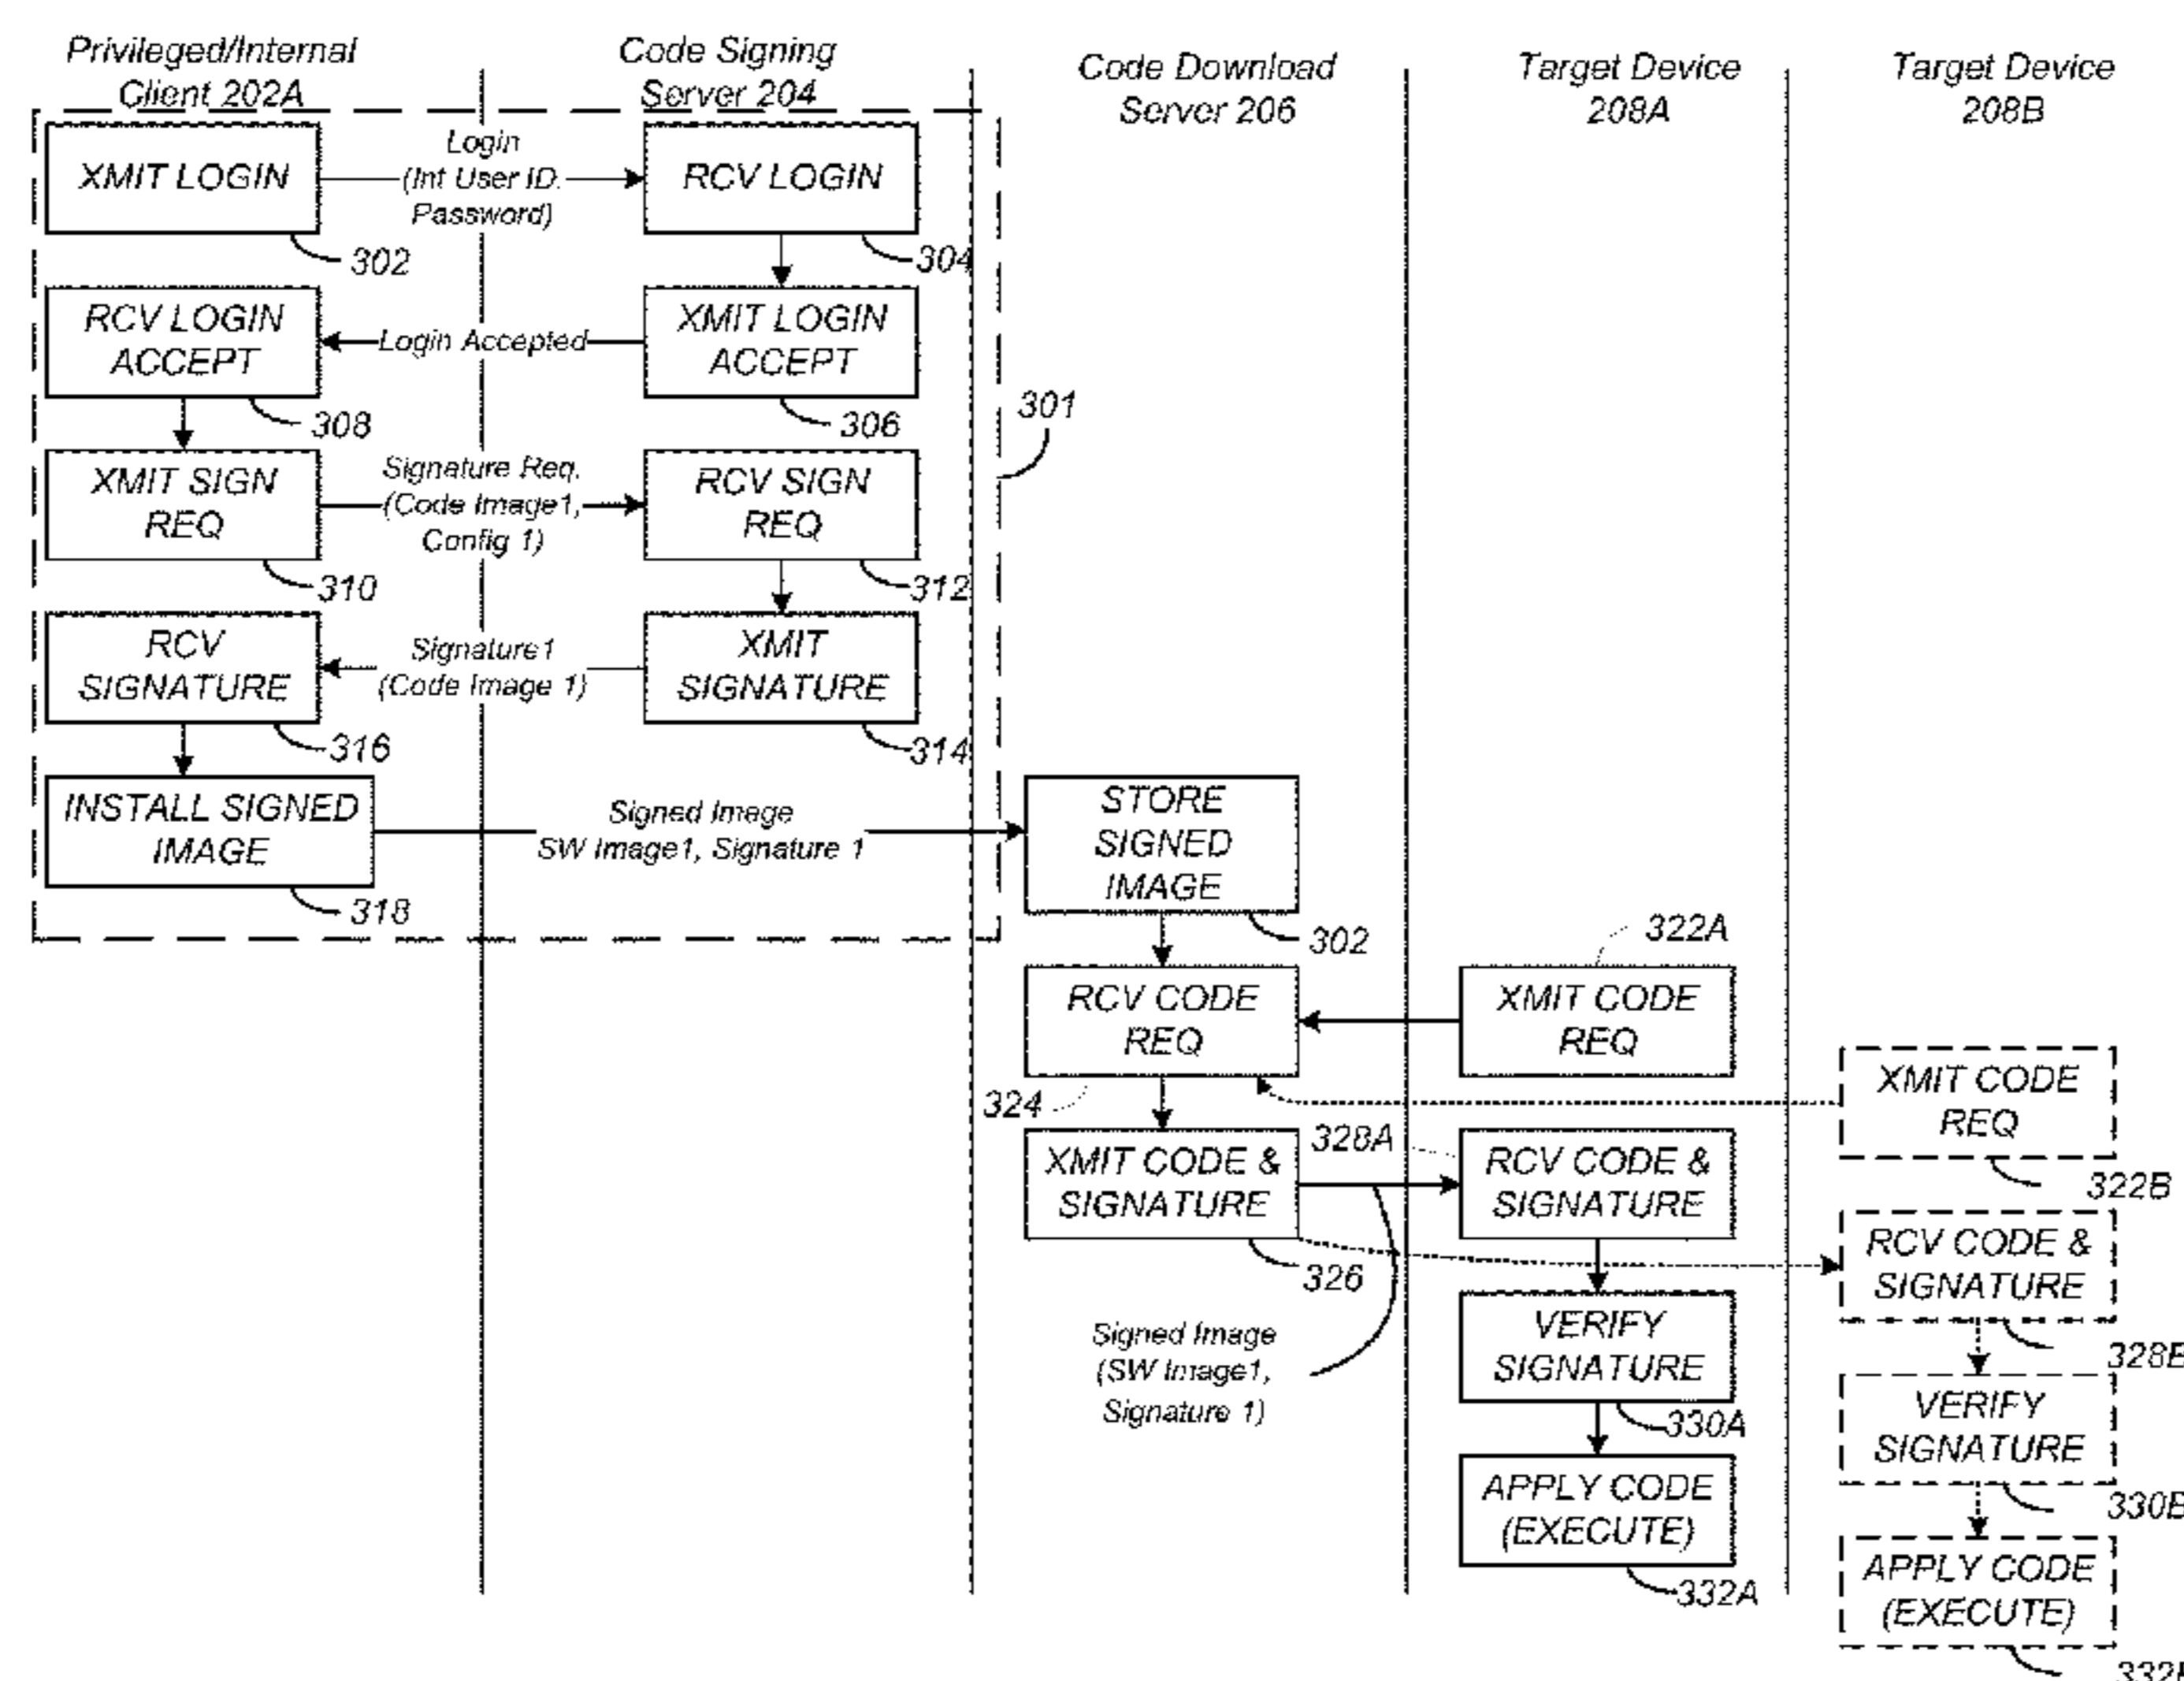 Privileged/Internal
Client 202A
Code Signing
Server 204
Code Download
Server 206
Target Device
208A
Target Device
208B
XMIT LOGIN
Login
(Int User ID.
Password)
RCV LOGIN
302
304
RCV LOGIN
ACCEPT
Login Accepted
XMIT LOGIN
ACCEPT
308
306
301
XMIT SIGN
REQ
Signature Req.
(Code Image1,
Config 1)
RCV SIGN
REQ
310
312
RCV
SIGNATURE
Signature1
(Code Image 1)
XMIT
SIGNATURE
316
314
INSTALL SIGNED
IMAGE
Signed Image
SW Image1, Signature 1
STORE
SIGNED
IMAGE
318
302
322A
RCV CODE
REQ
XMIT CODE
REQ
324
XMIT CODE
REQ
322B
XMIT CODE &
SIGNATURE
328A
RCV CODE &
SIGNATURE
326
RCV CODE &
SIGNATURE
328B
Signed Image
(SW Image1,
Signature 1)
VERIFY
SIGNATURE
330A
VERIFY
SIGNATURE
330B
APPLY CODE
(EXECUTE)
332A
APPLY CODE
(EXECUTE)